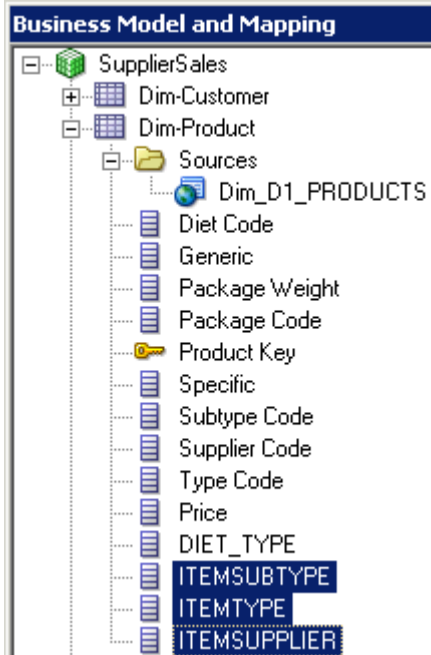 Business Model and Mapping
SupplierSales
Dim-Customer
Dim-Product
Sources
Dim_D1_PRODUCTS
Diet Code
Generic
Package Weight
Package Code
Product Key
Specific
Subtype Code
Supplier Code
Type Code
Price
DIET_TYPE
ITEMSUBTYPE
ITEMTYPE
ITEMSUPPLIER